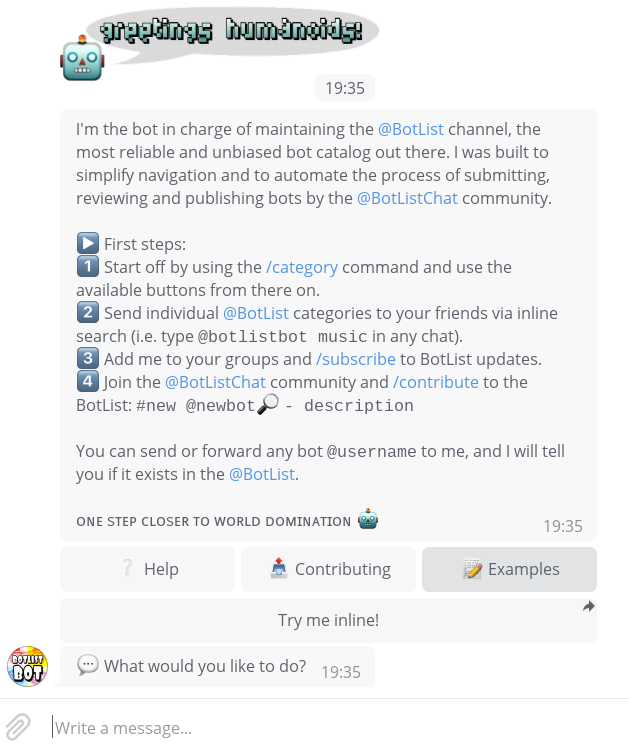 greetings humanoids!
19:35
I'm the bot in charge of maintaining the @BotList channel, the
most reliable and unbiased bot catalog out there. I was built to
simplify navigation and to automate the process of submitting,
reviewing and publishing bots by the @BotListChat community.
First steps:
1 Start off by using the /category command and use the
available buttons from there on.
2 Send individual @BotList categories to your friends via inline
search (i.e. type @botlistbot music in any chat).
3 Add me to your groups and /subscribe to BotList updates.
4 Join the @BotListChat community and /contribute to the
BotList: #new @newbot🔎 - description
You can send or forward any bot @username to me, and I will tell
you if it exists in the @BotList.
ONE STEP CLOSER TO WORLD DOMINATION
19:35
Help Contributing Examples
Try me inline!
BOTLIST
BOT
What would you like to do? 19:35
Write a message...